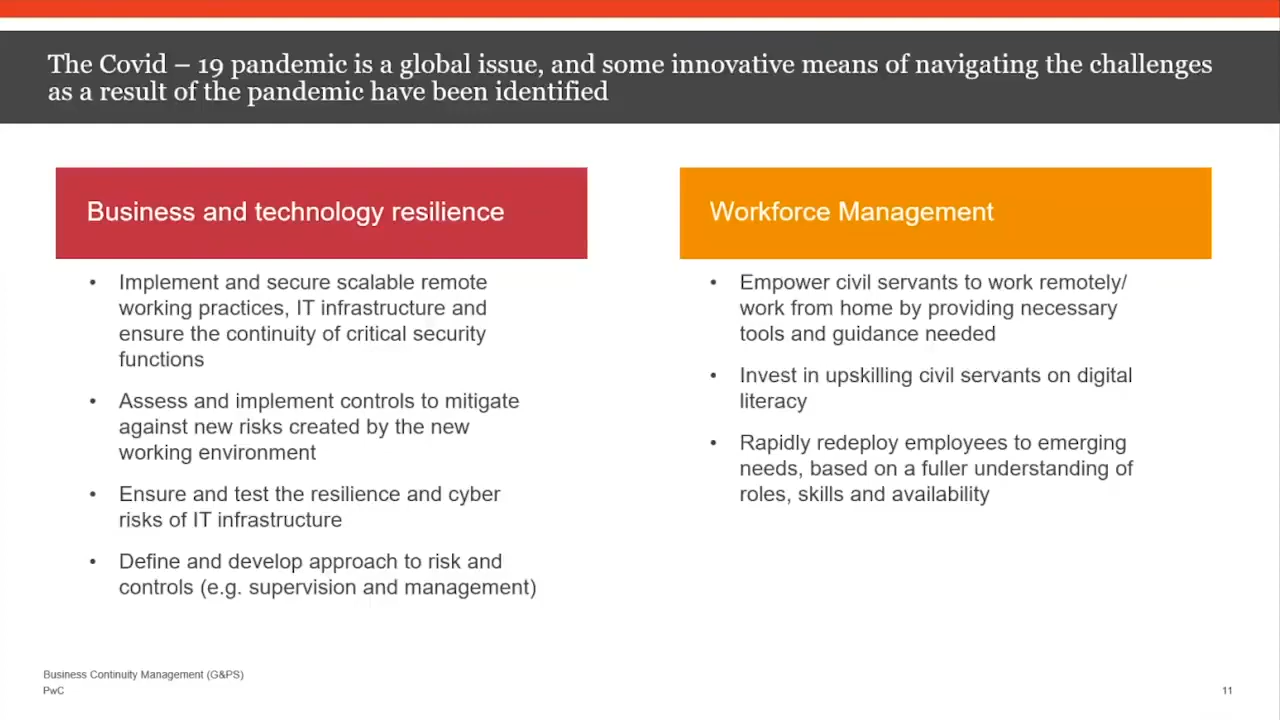 The Covid – 19 pandemic is a global issue, and some innovative means of navigating the challenges
as a result of the pandemic have been identified
Business and technology resilience
• Implement and secure scalable remote
working practices, IT infrastructure and
ensure the continuity of critical security
functions
• Assess and implement controls to mitigate
against new risks created by the new
working environment
• Ensure and test the resilience and cyber
risks of IT infrastructure
• Define and develop approach to risk and
controls (e.g. supervision and management)
Workforce Management
• Empower civil servants to work remotely/
work from home by providing necessary
tools and guidance needed
• Invest in upskilling civil servants on digital
literacy
• Rapidly redeploy employees to emerging
needs, based on a fuller understanding of
roles, skills and availability
Business Continuity Management (G&PS)
PwC
11